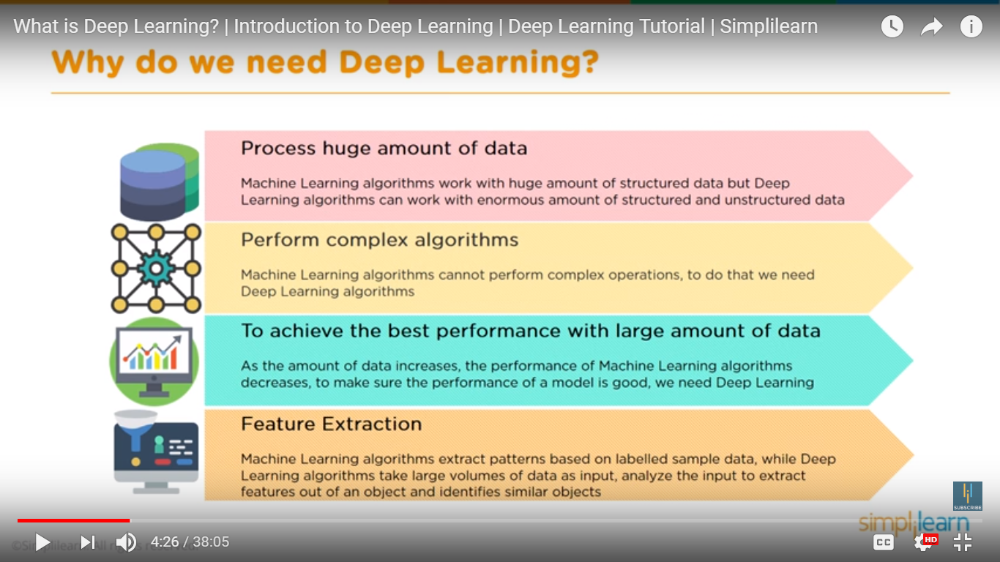 What is Deep Learning? | Introduction to Deep Learning | Deep Learning Tutorial | Simplilearn
Why do we need Deep Learning?
Process huge amount of data
Machine Learning algorithms work with huge amount of structured data but Deep
Learning algorithms can work with enormous amount of structured and unstructured data
Perform complex algorithms
Machine Learning algorithms cannot perform complex operations, to do that we need
Deep Learning algorithms
To achieve the best performance with large amount of data
As the amount of data increases, the performance of Machine Learning algorithms
decreases, to make sure the performance of a model is good, we need Deep Learning
Feature Extraction
Machine Learning algorithms extract patterns based on labelled sample data, while Deep
Learning algorithms take large volumes of data as input, analyze the input to extract
features out of an object and identifies similar objects
SUBSCRIBE
simplilearn
4:26 / 38:05
CC
HD